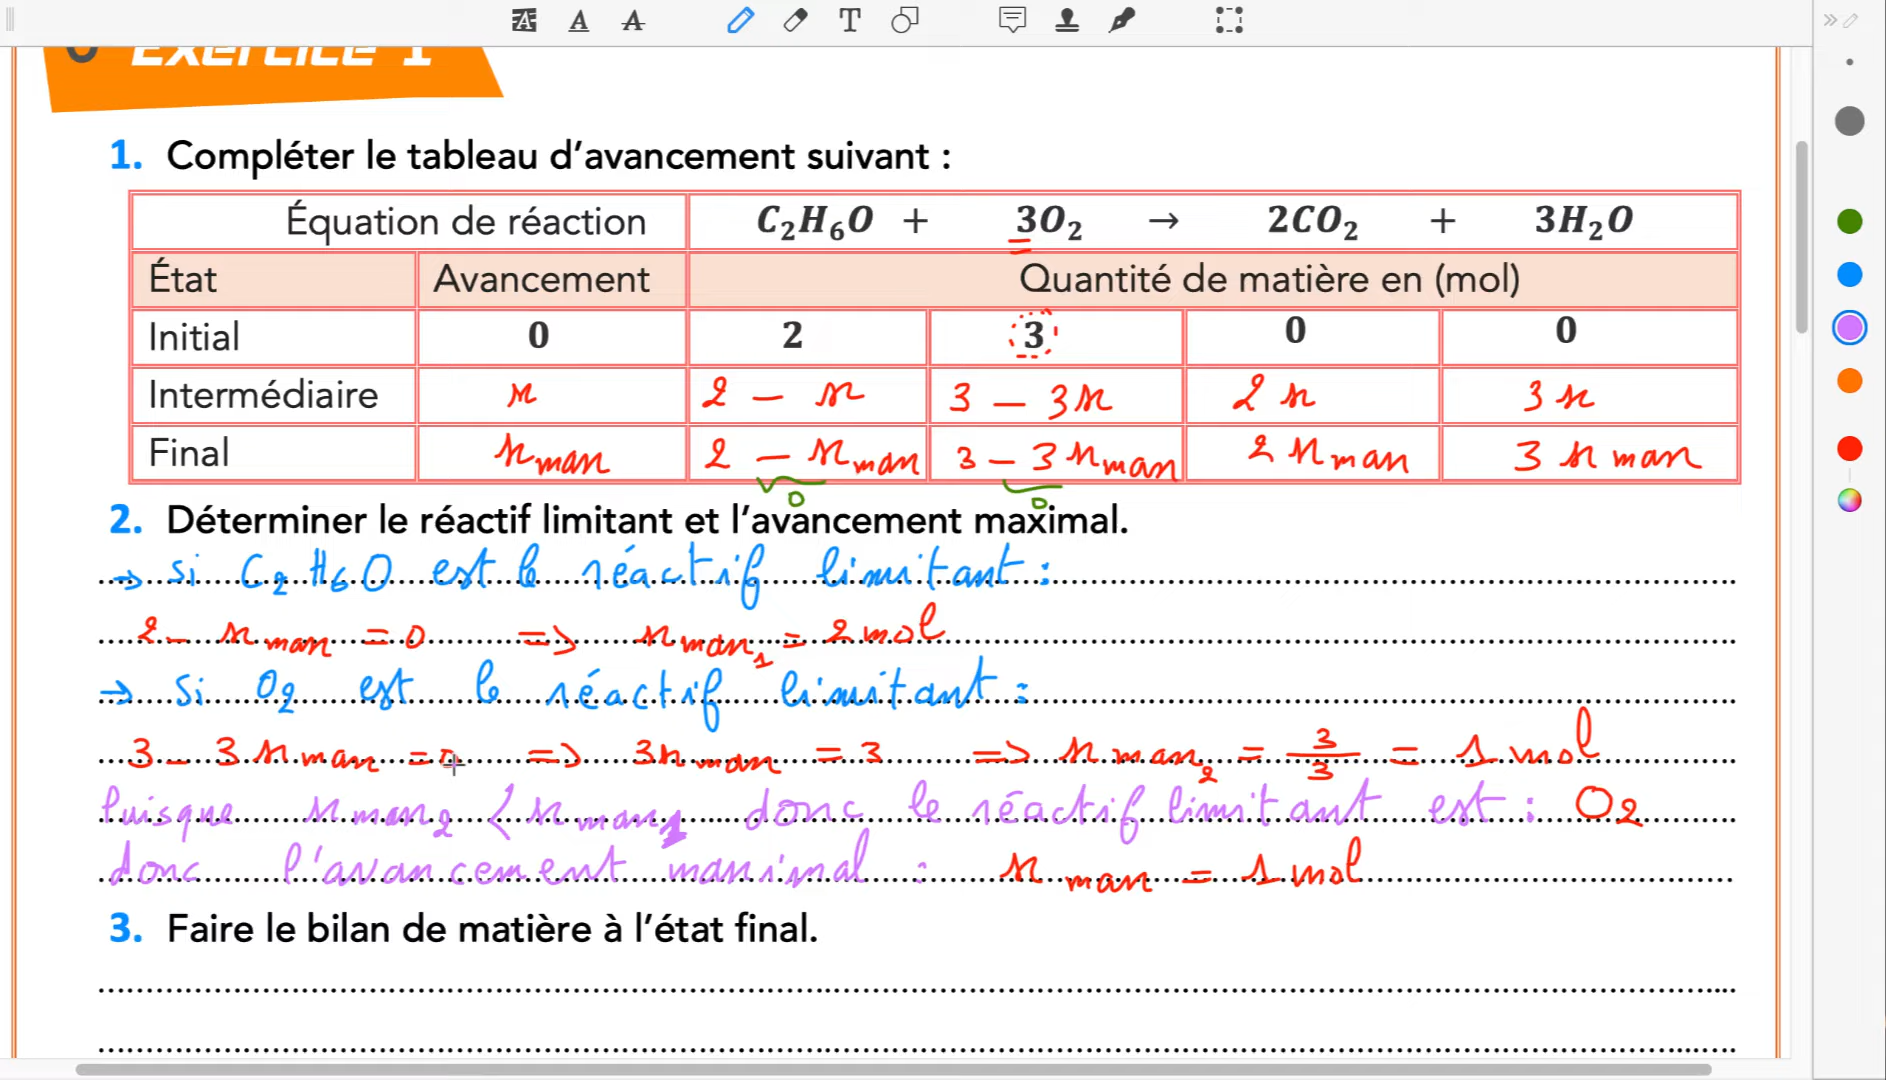 Exercice 1
1. Compléter le tableau d'avancement suivant :
Équation de réaction C₂H₆O + 3O₂ → 2CO₂ + 3H₂O
État Avancement Quantité de matière en (mol)
Initial 0 2 3 0 0
Intermédiaire x 2 - x 3 - 3x 2x 3x
Final xmax 2 - xmax 3 - 3xmax 2xmax 3xmax
0 0
2. Déterminer le réactif limitant et l'avancement maximal.
→ si C₂H₆O est le réactif limitant :
2 - xmax = 0 => xmax₁ = 2 mol
→ si O₂ est le réactif limitant :
3 - 3xmax = 0 => 3xmax = 3 => xmax₂ = 3/3 = 1 mol
Puisque xmax₂ < xmax₁ donc le réactif limitant est : O₂
donc l'avancement maximal : xmax = 1 mol
3. Faire le bilan de matière à l'état final.